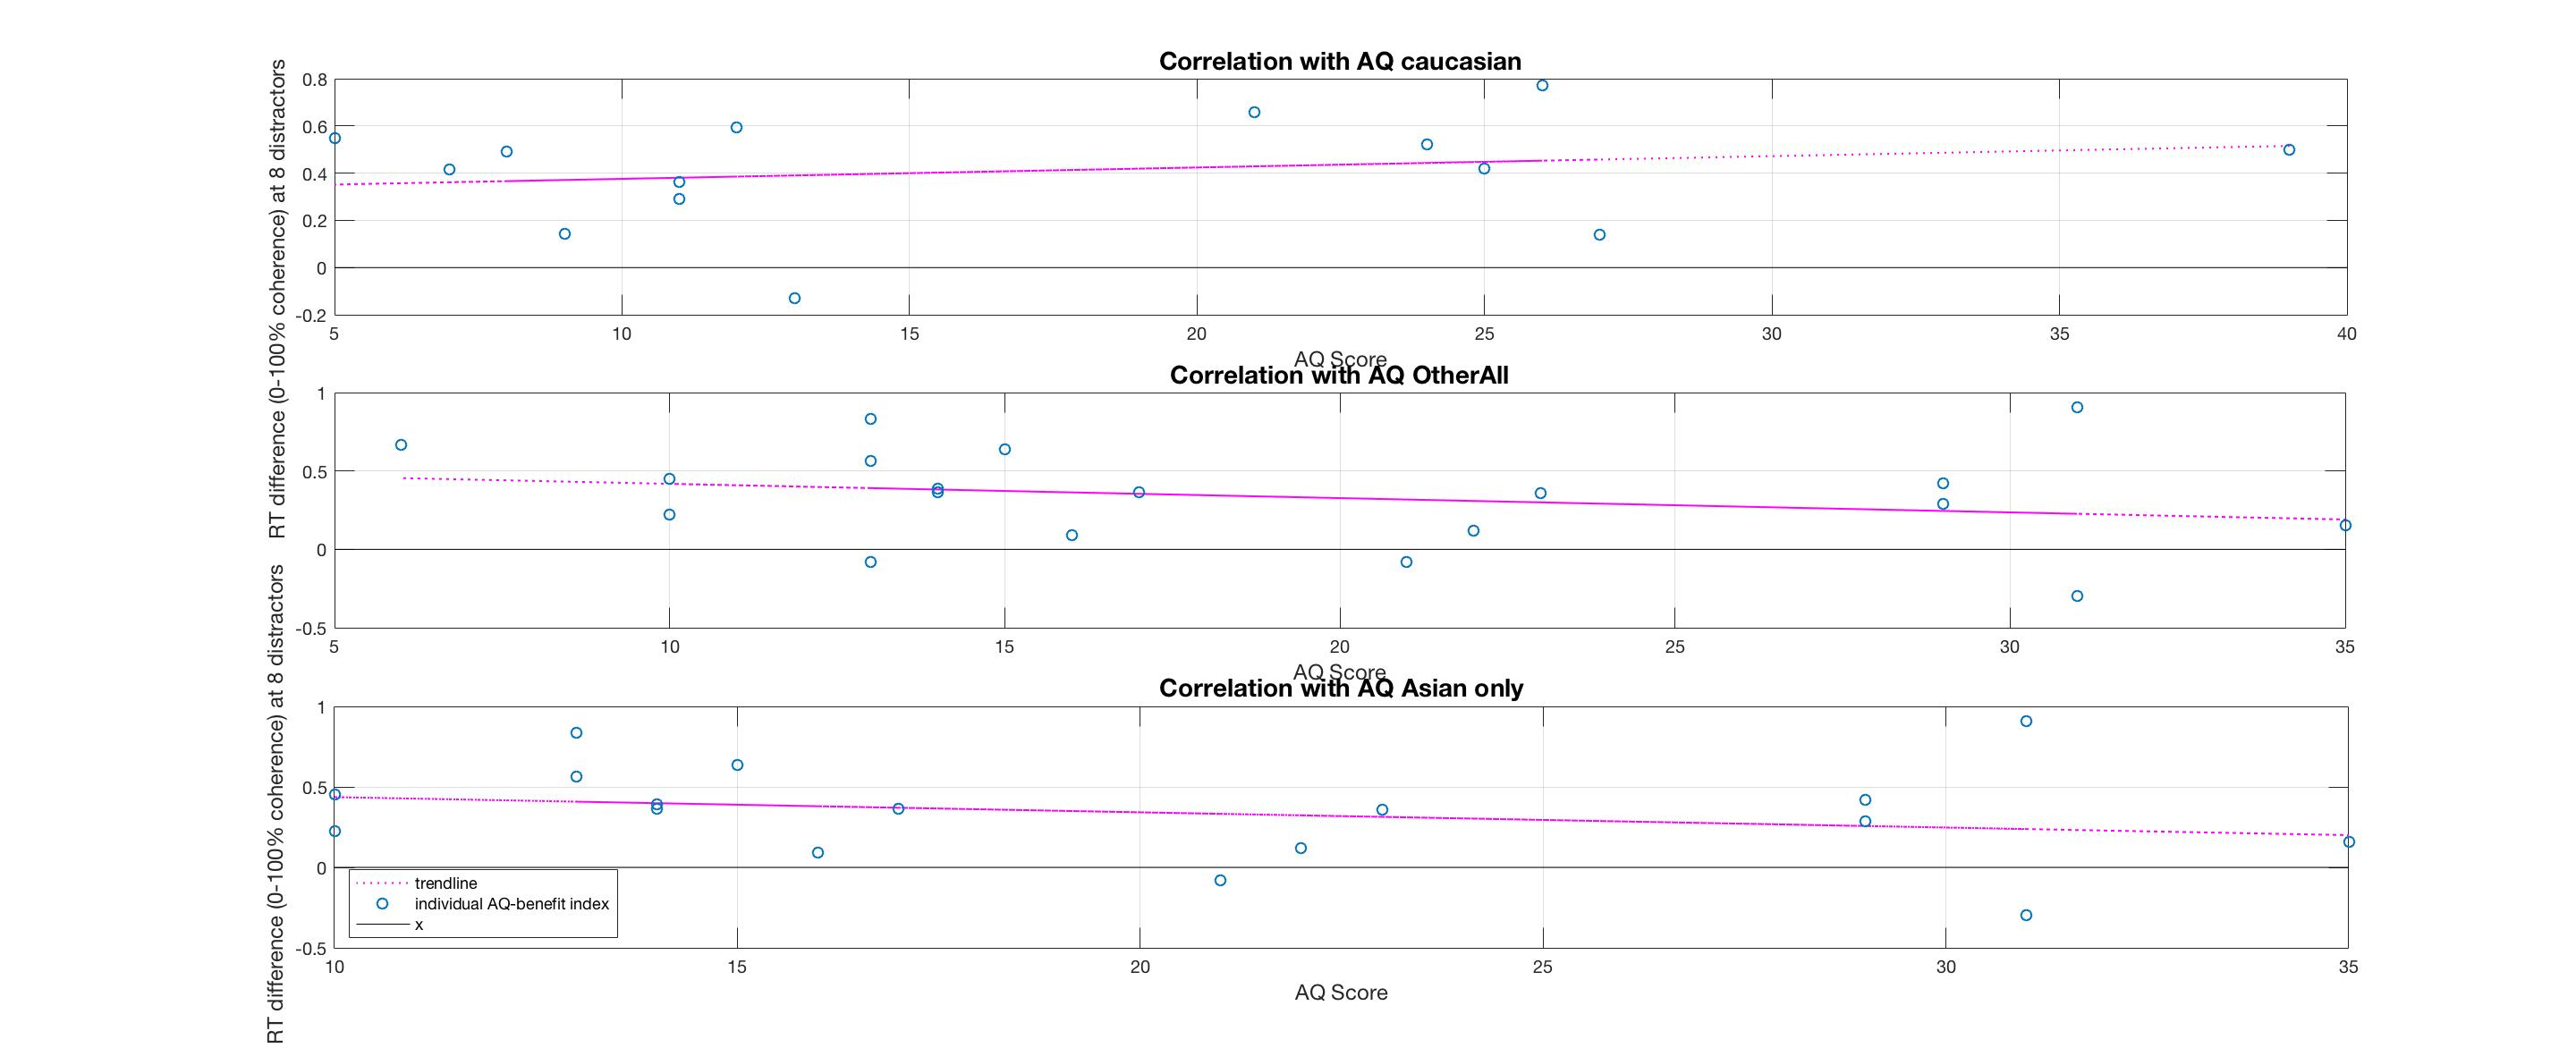 Correlation with AQ caucasian
RT difference (0-100% coherence) at 8 distractors
0.8
0.6
0.4
0.2
0
-0.2
5 10 15 20 25 30 35 40
AQ Score
Correlation with AQ OtherAll
1
0.5
0
-0.5
5 10 15 20 25 30 35
AQ Score
Correlation with AQ Asian only
RT difference (0-100% coherence) at 8 distractors
1
0.5
0
-0.5
trendline
individual AQ-benefit index
x
10 15 20 25 30 35
AQ Score